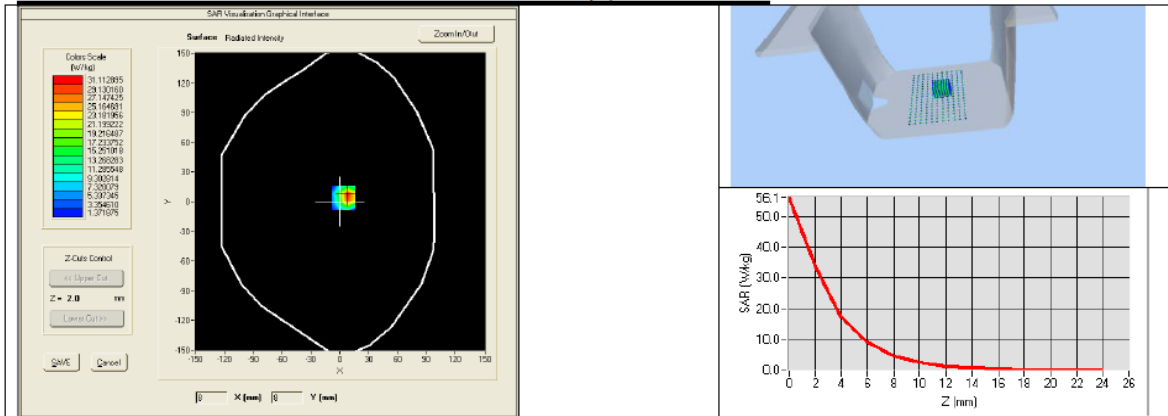 SAR Visualisation Graphical Interface
Surface Radiated Intensity
Zoom In/Out
Colors Scale
(W/kg)
31.112895
29.130160
27.147425
25.164691
23.181956
21.199222
19.216487
17.233752
15.251018
13.268283
11.285548
9.302814
7.320079
5.337345
3.354610
1.371875
150
120
90
60
30
0
-30
-60
-90
-120
-150
Y
-150 -120 -90 -60 -30 0 30 60 90 120 150
X
Z-Cuts Control
<< Upper Cut
Z = 2.0 mm
Lower Cut >>
SAVE Cancel
X (mm) Y (mm)
56.1
50.0
40.0
30.0
20.0
10.0
0.0
SAR (W/kg)
0 2 4 6 8 10 12 14 16 18 20 22 24 26
Z (mm)